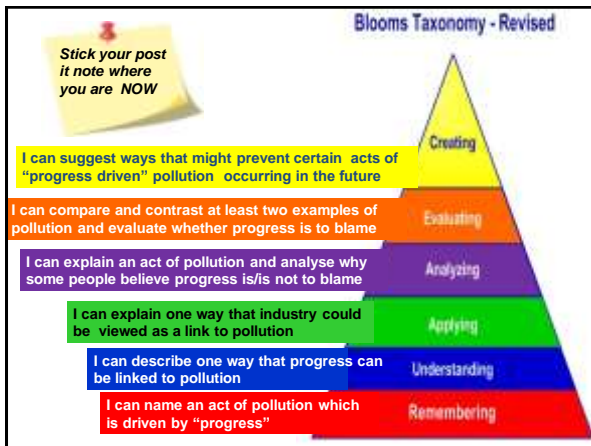 Blooms Taxonomy - Revised
Stick your post
it note where
you are NOW
Creating
I can suggest ways that might prevent certain acts of
“progress driven” pollution occurring in the future
I can compare and contrast at least two examples of
pollution and evaluate whether progress is to blame
Evaluating
I can explain an act of pollution and analyse why
some people believe progress is/is not to blame
Analyzing
I can explain one way that industry could
be viewed as a link to pollution
Applying
I can describe one way that progress can
be linked to pollution
Understanding
I can name an act of pollution which
is driven by “progress”
Remembering